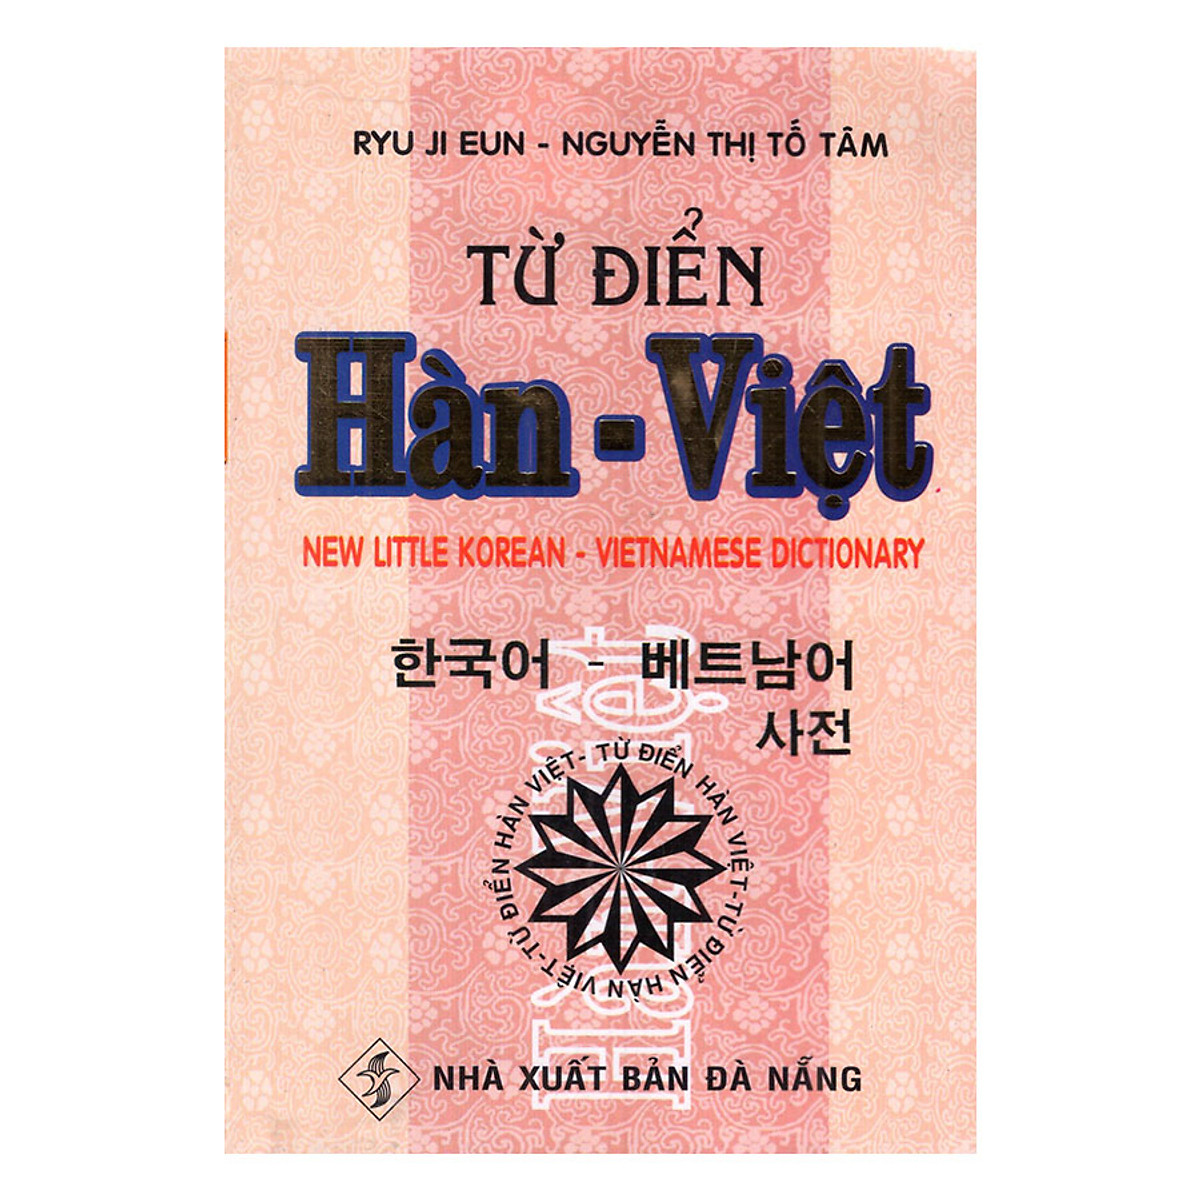 RYU JI EUN - NGUYỄN THỊ TỐ TÂM
TỪ ĐIỂN
Hàn - Việt
NEW LITTLE KOREAN - VIETNAMESE DICTIONARY
한국어 - 베트남어
사전
TỪ ĐIỂN HÀN VIỆT - TỪ ĐIỂN HÀN VIỆT - TỪ ĐIỂN HÀN VIỆT -
Hàn Việt
NHÀ XUẤT BẢN ĐÀ NẴNG